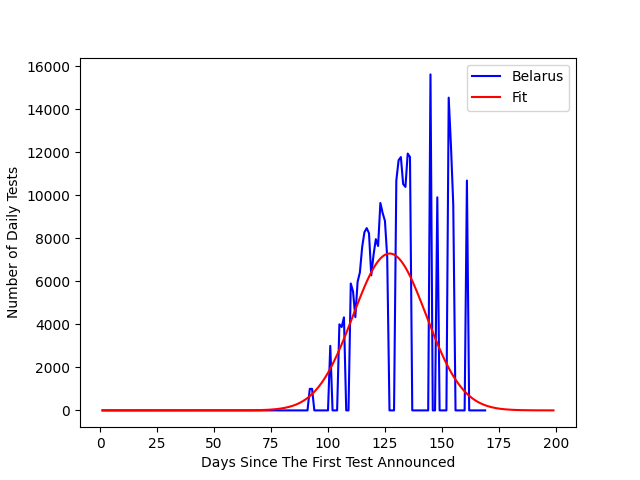 Belarus
Fit
16000
14000
12000
10000
8000
6000
4000
2000
0
Number of Daily Tests
0 25 50 75 100 125 150 175 200
Days Since The First Test Announced